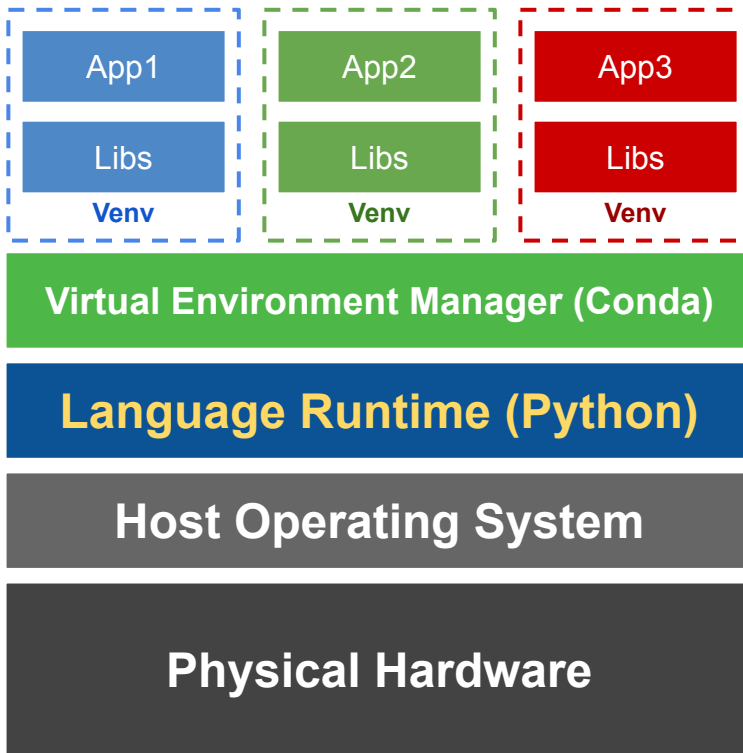 App1
App2
App3
Libs
Libs
Libs
Venv
Venv
Venv
Virtual Environment Manager (Conda)
Language Runtime (Python)
Host Operating System
Physical Hardware